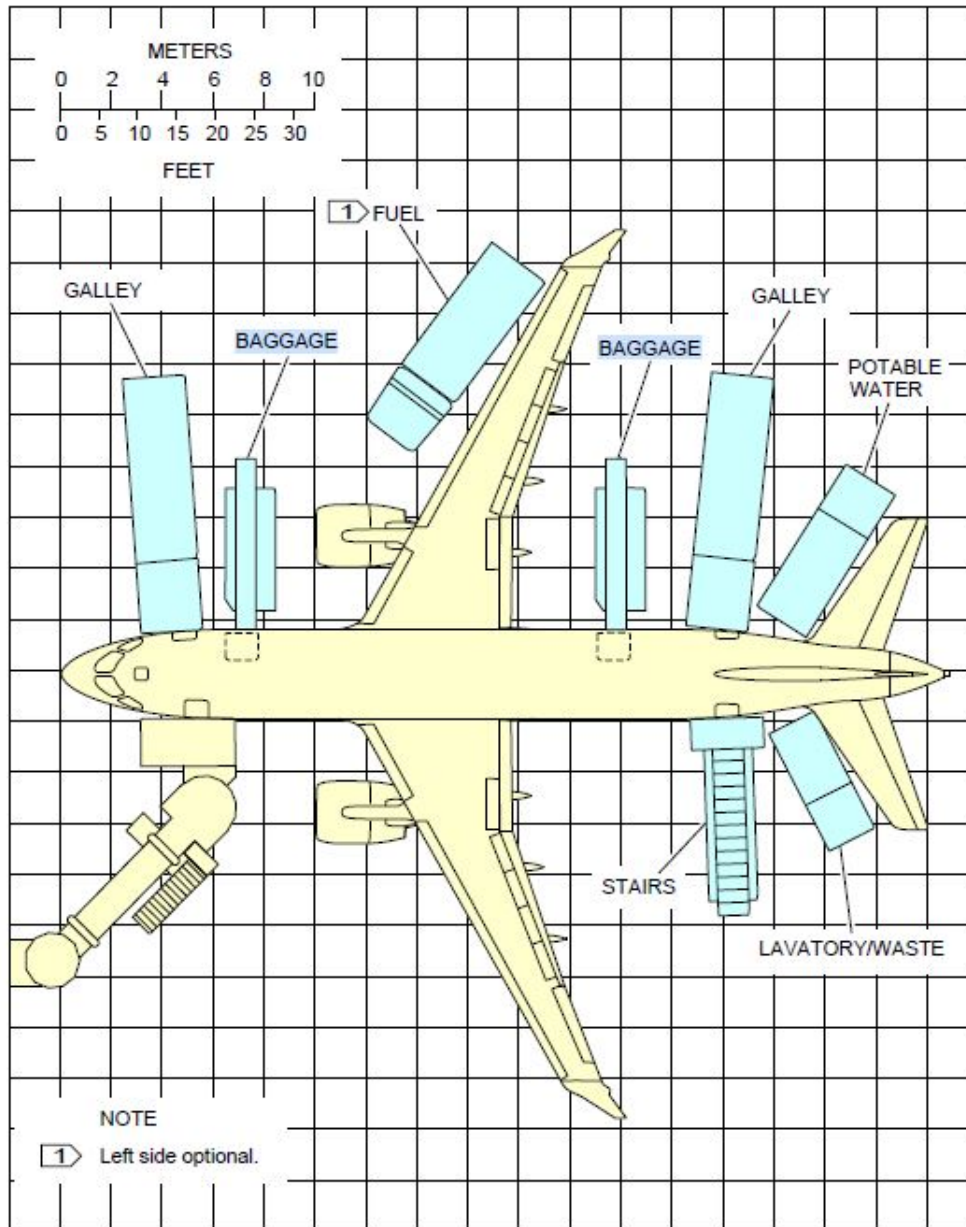 METERS
0 2 4 6 8 10
0 5 10 15 20 25 30
FEET
1 FUEL
GALLEY
GALLEY
BAGGAGE
BAGGAGE
POTABLE
WATER
STAIRS
LAVATORY/WASTE
NOTE
1 Left side optional.